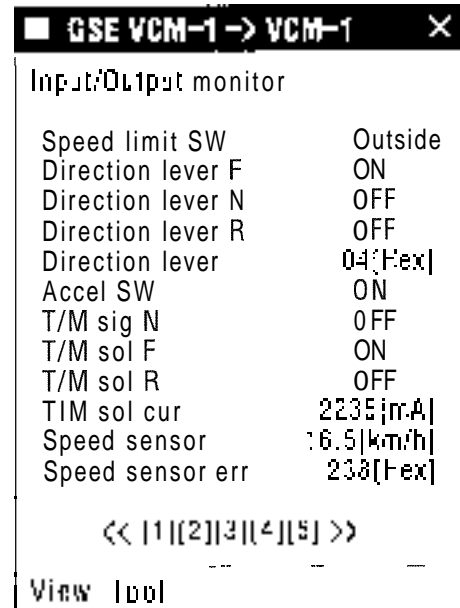 GSE VCM-1 -> VCM-1 ×
Input/Output monitor
Speed limit SW Outside
Direction lever F ON
Direction lever N OFF
Direction lever R OFF
Direction lever 04[Hex]
Accel SW ON
T/M sig N OFF
T/M sol F ON
T/M sol R OFF
TIM sol cur 2235[mA]
Speed sensor 16.5[km/h]
Speed sensor err 238[Hex]
<< [1][2][3][4][5] >>
View Tool